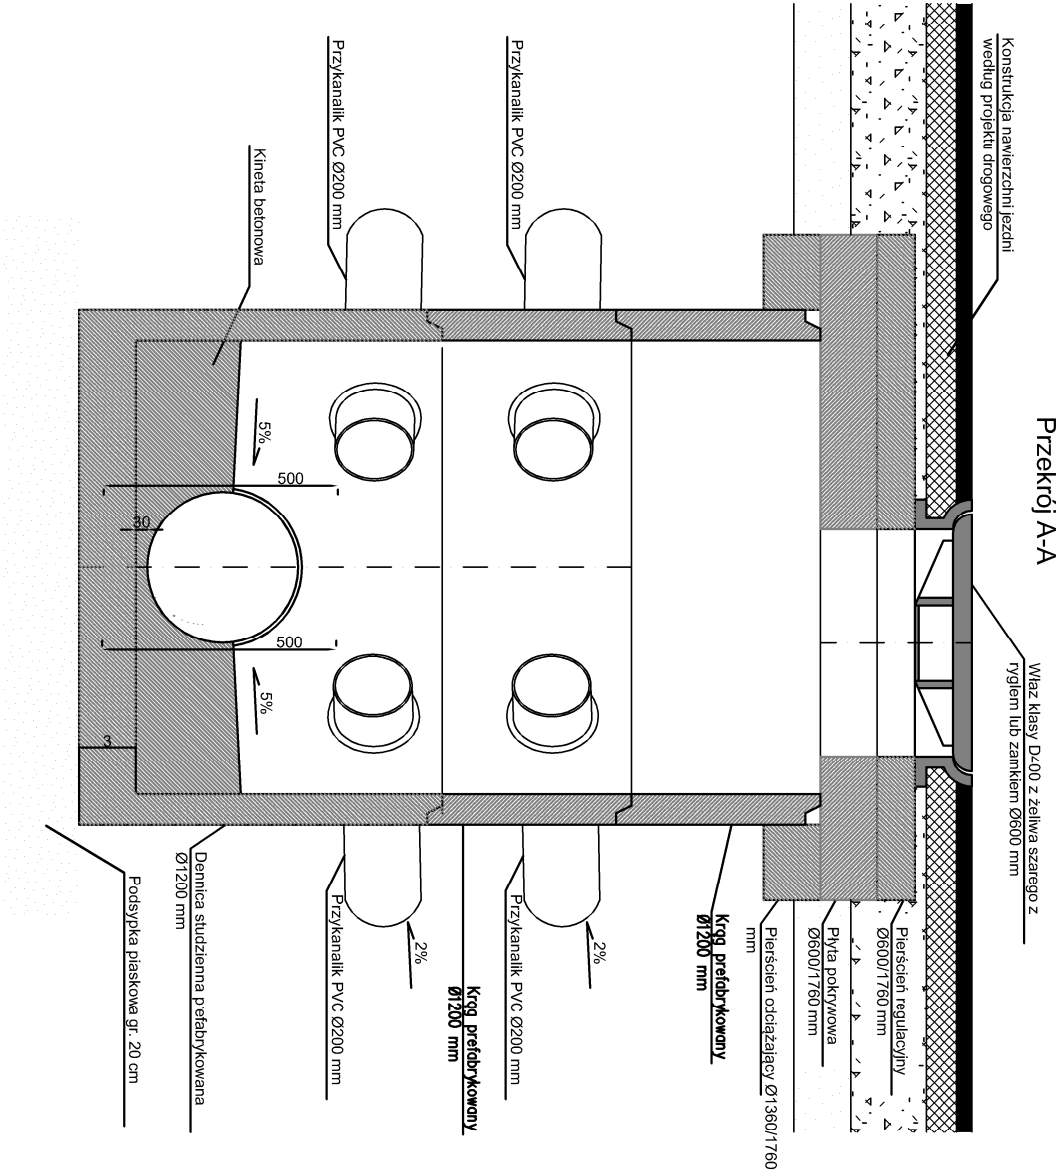 Przekrój A-A
Konstrukcja nawierzchni jezdni
według projektu drogowego
Właz klasy D400 z żeliwa szarego z
ryglem lub zamkiem Ø600 mm
Pierścień regulacyjny
Ø600/1760 mm
Płyta pokrywowa
Ø600/1760 mm
Pierścień odciążający Ø1360/1760
mm
Krąg prefabrykowany
Ø1200 mm
Przykanalik PVC Ø200 mm
2%
Przykanalik PVC Ø200 mm
Krąg prefabrykowany
Ø1200 mm
Przykanalik PVC Ø200 mm
2%
Przykanalik PVC Ø200 mm
Kineta betonowa
5%
5%
500
500
30
3
Dennica studzienna prefabrykowana
Ø1200 mm
Podsypka piaskowa gr. 20 cm